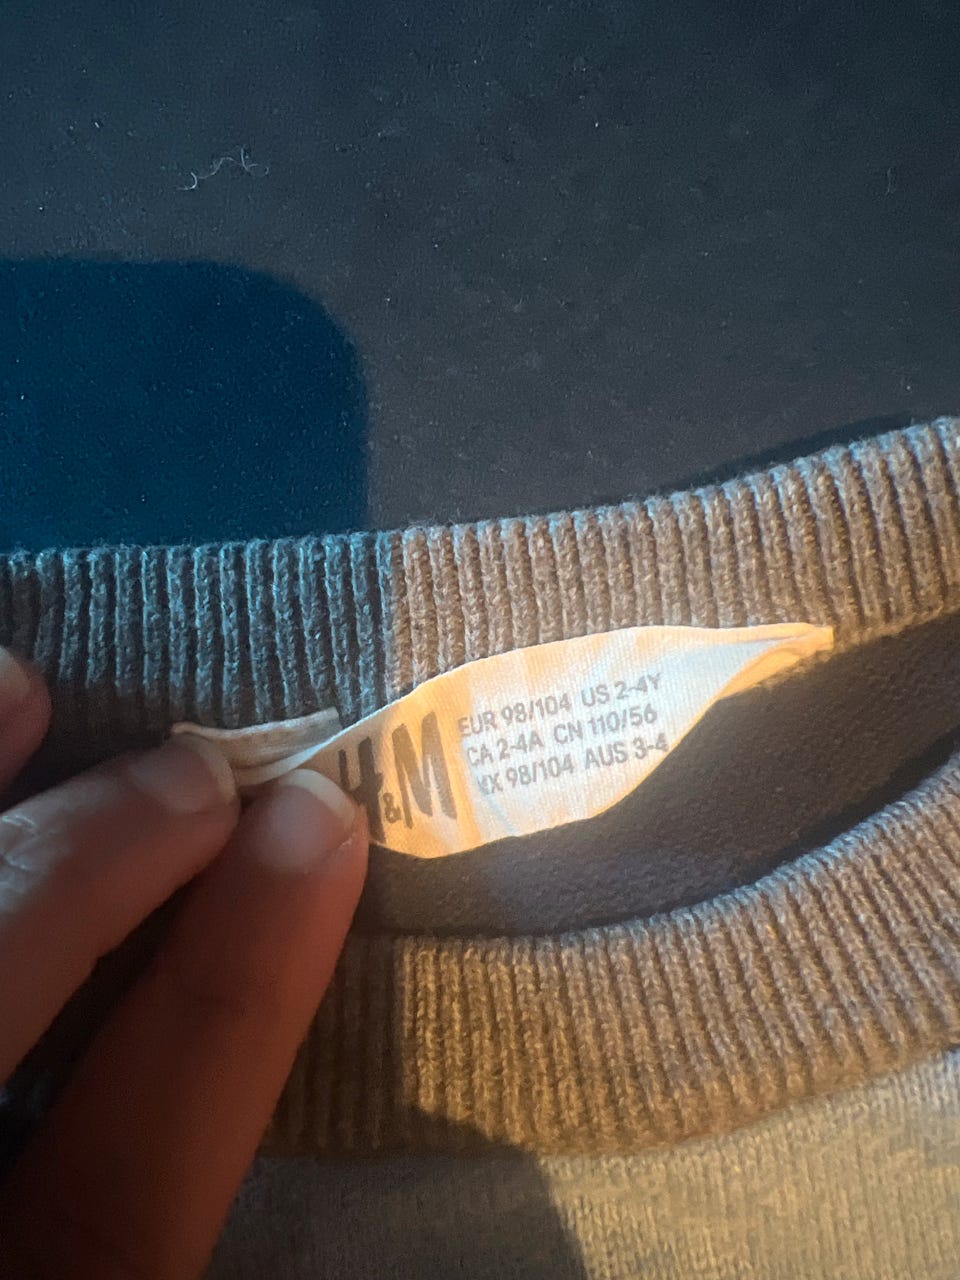 H&M
EUR 98/104 US 2-4Y
CA 2-4A CN 110/56
98/104 AUS 3-4